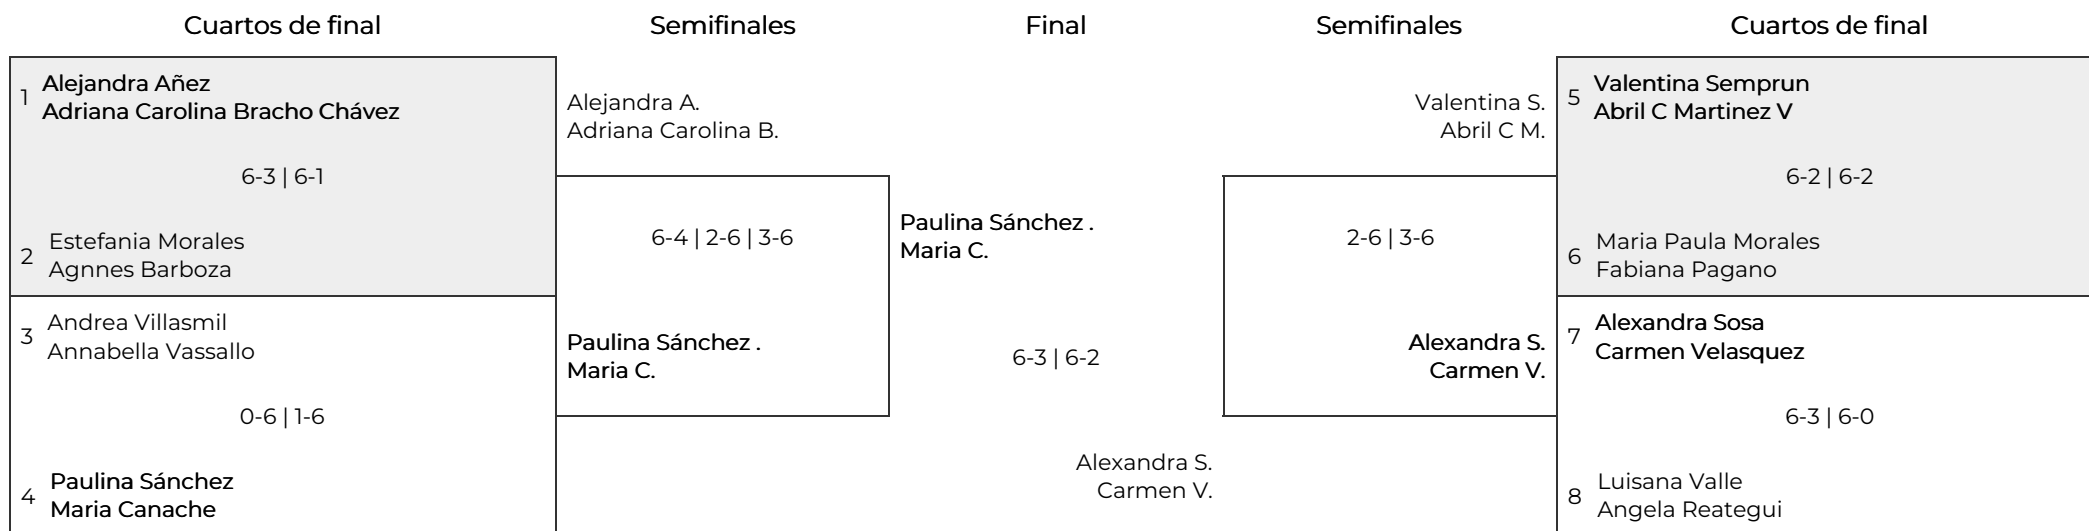 Cuartos de final
Semifinales
Final
Semifinales
Cuartos de final
1
Alejandra Añez
Adriana Carolina Bracho Chávez
6-3 | 6-1
2
Estefania Morales
Agnnes Barboza
3
Andrea Villasmil
Annabella Vassallo
0-6 | 1-6
4
Paulina Sánchez
Maria Canache
Alejandra A.
Adriana Carolina B.
6-4 | 2-6 | 3-6
Paulina Sánchez .
Maria C.
Paulina Sánchez .
Maria C.
6-3 | 6-2
Alexandra S.
Carmen V.
Valentina S.
Abril C M.
2-6 | 3-6
Alexandra S.
Carmen V.
5
Valentina Semprun
Abril C Martinez V
6-2 | 6-2
6
Maria Paula Morales
Fabiana Pagano
7
Alexandra Sosa
Carmen Velasquez
6-3 | 6-0
8
Luisana Valle
Angela Reategui